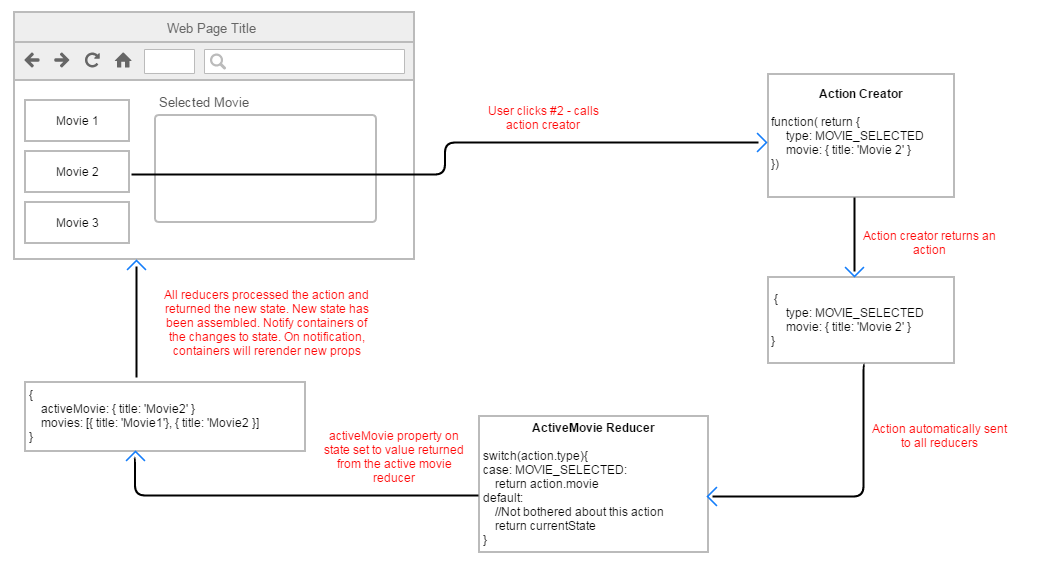 Web Page Title
Selected Movie
Movie 1
Movie 2
Movie 3
User clicks #2 - calls
action creator
Action Creator
function( return {
type: MOVIE_SELECTED
movie: { title: 'Movie 2' }
})
Action creator returns an
action
{
type: MOVIE_SELECTED
movie: { title: 'Movie 2' }
}
Action automatically sent
to all reducers
ActiveMovie Reducer
switch(action.type){
case: MOVIE_SELECTED:
return action.movie
default:
//Not bothered about this action
return currentState
}
activeMovie property on
state set to value returned
from the active movie
reducer
{
activeMovie: { title: 'Movie2' }
movies: [{ title: 'Movie1'}, { title: 'Movie2 }]
}
All reducers processed the action and
returned the new state. New state has
been assembled. Notify containers of
the changes to state. On notification,
containers will rerender new props